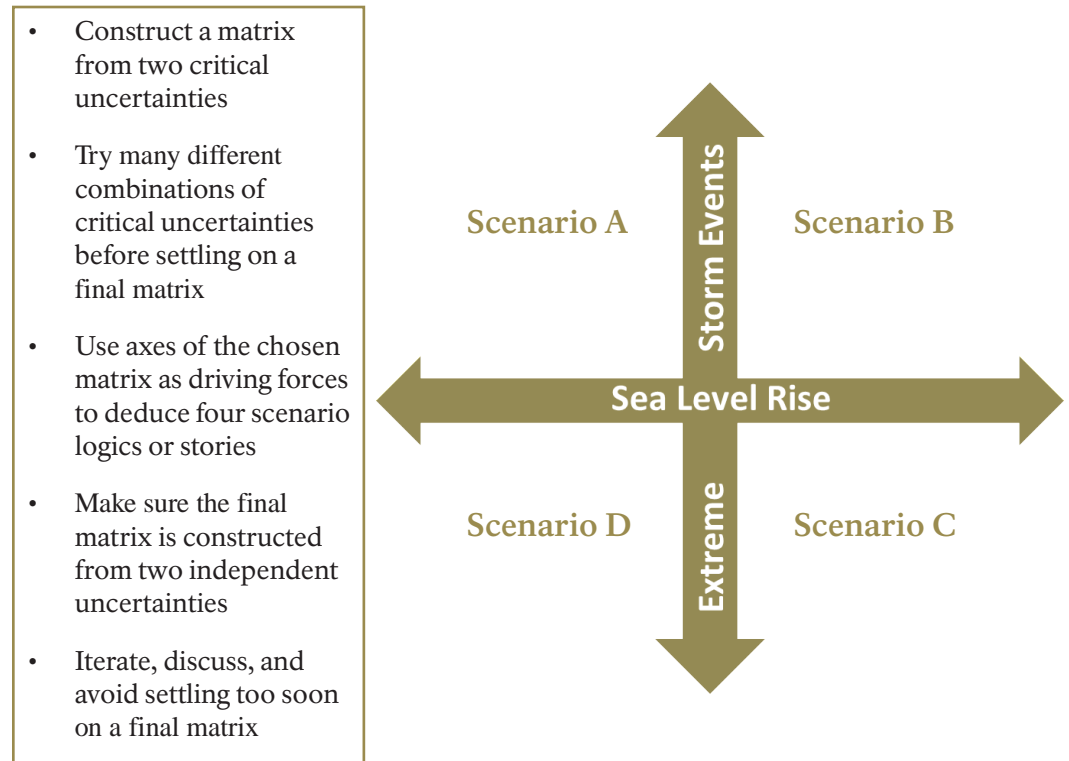 • Construct a matrix
from two critical
uncertainties
• Try many different
combinations of
critical uncertainties
before settling on a
final matrix
• Use axes of the chosen
matrix as driving forces
to deduce four scenario
logics or stories
• Make sure the final
matrix is constructed
from two independent
uncertainties
• Iterate, discuss, and
avoid settling too soon
on a final matrix
Scenario A
Scenario B
Extreme Storm Events
Sea Level Rise
Scenario D
Scenario C